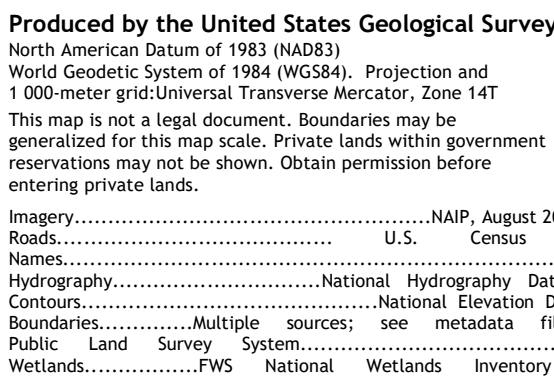 Produced by the United States Geological Survey
North American Datum of 1983 (NAD83)
World Geodetic System of 1984 (WGS84). Projection and
1 000-meter grid:Universal Transverse Mercator, Zone 14T
This map is not a legal document. Boundaries may be
generalized for this map scale. Private lands within government
reservations may not be shown. Obtain permission before
entering private lands.
Imagery.....................................................NAIP, August
Roads......................................... U.S. Census
Names.........................................................................
Hydrography...............................National Hydrography
Contours............................................National Elevation
Boundaries..............Multiple sources; see metadata
Public Land Survey System......................................
Wetlands.................FWS National Wetlands Inventory